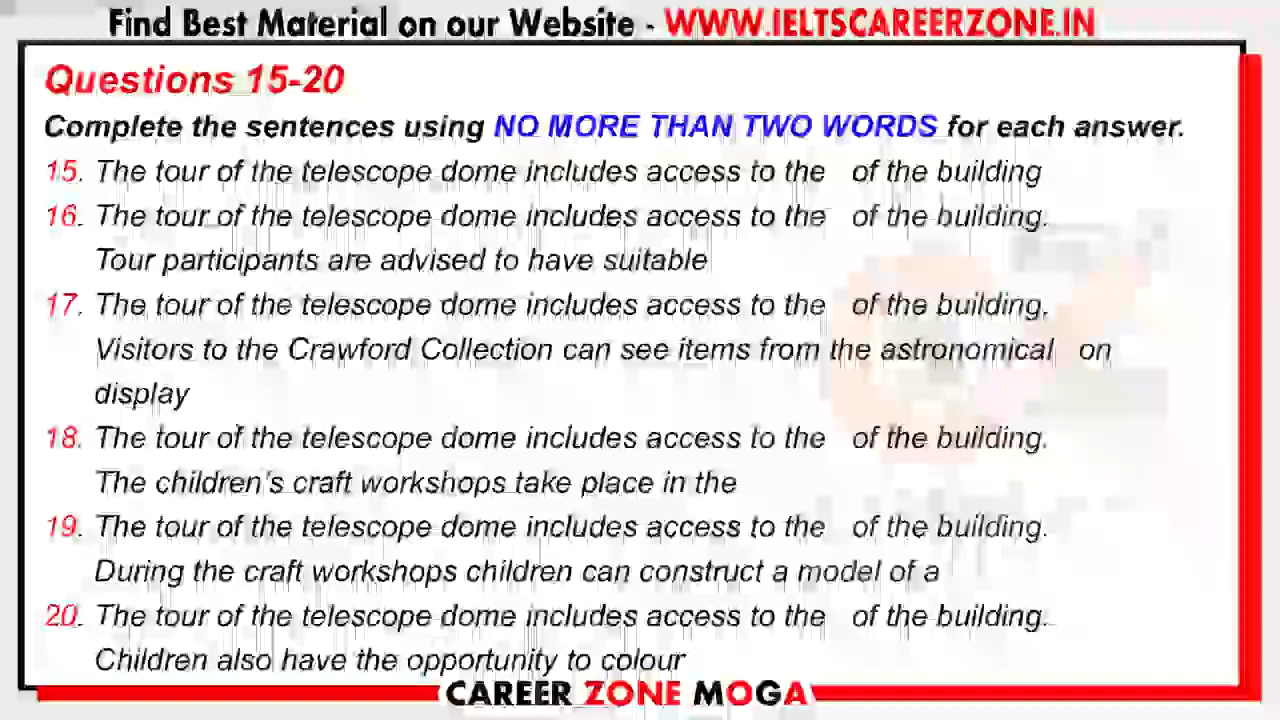 Find Best Material on our Website - WWW.IELTSCAREERZONE.IN
Questions 15-20
Complete the sentences using NO MORE THAN TWO WORDS for each answer.
15. The tour of the telescope dome includes access to the of the building
16. The tour of the telescope dome includes access to the of the building.
Tour participants are advised to have suitable
17. The tour of the telescope dome includes access to the of the building.
Visitors to the Crawford Collection can see items from the astronomical on
display
18. The tour of the telescope dome includes access to the of the building.
The children's craft workshops take place in the
19. The tour of the telescope dome includes access to the of the building.
During the craft workshops children can construct a model of a
20. The tour of the telescope dome includes access to the of the building.
Children also have the opportunity to colour
CAREER ZONE MOGA